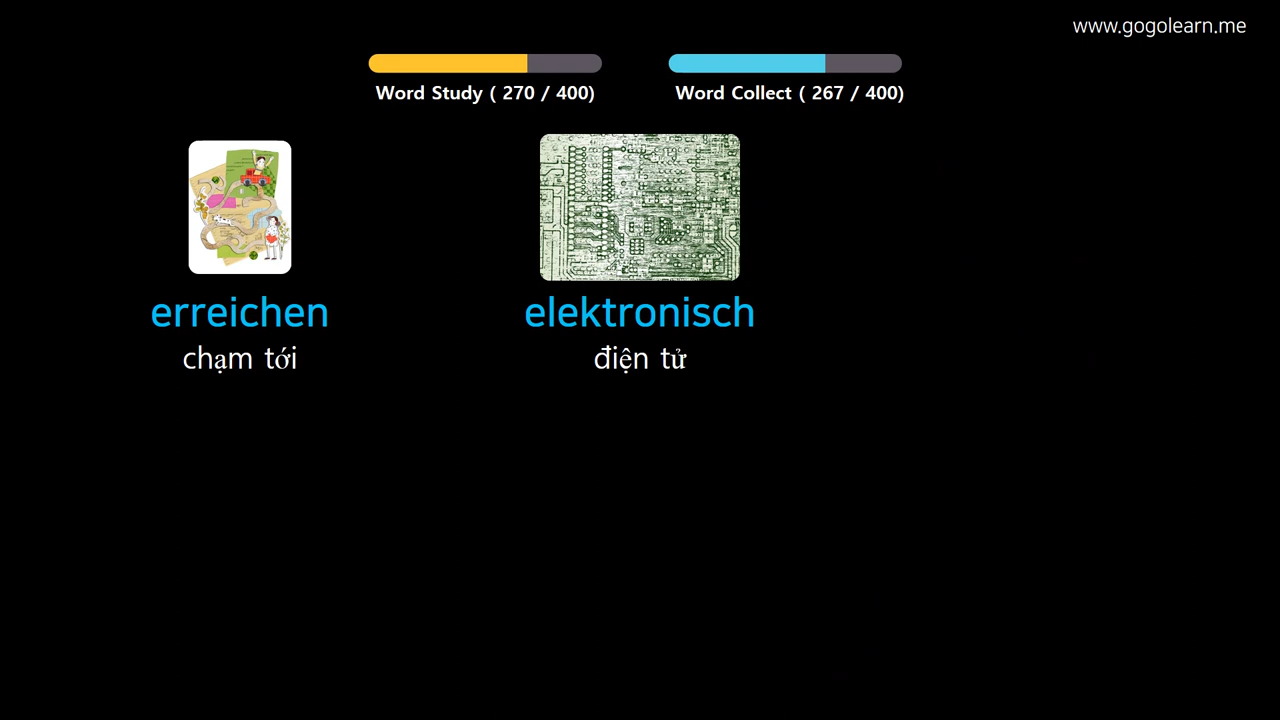 www.gogolearn.me
Word Study ( 270 / 400)
Word Collect ( 267 / 400)
erreichen
elektronisch
chạm tới
điện tử